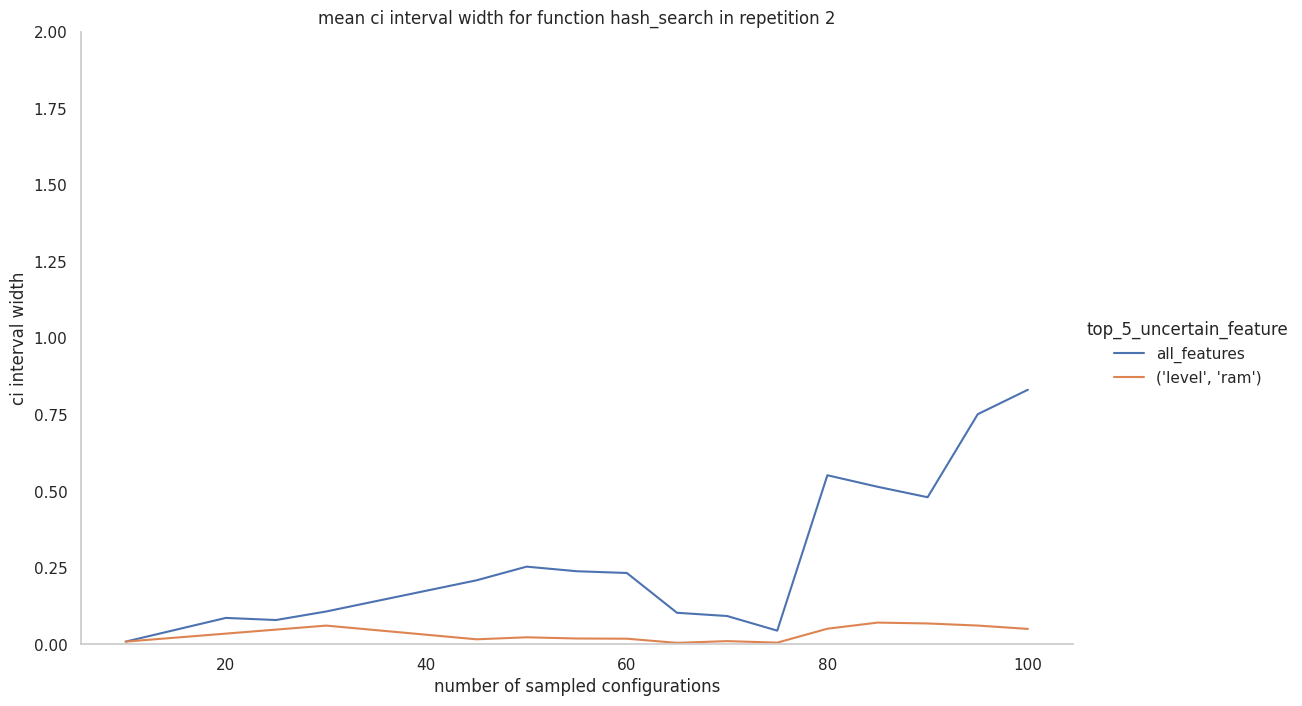 mean ci interval width for function hash_search in repetition 2
2.00
1.75
1.50
1.25
1.00
0.75
0.50
0.25
0.00
ci interval width
20
40
60
80
100
number of sampled configurations
top_5_uncertain_feature
all_features
('level', 'ram')